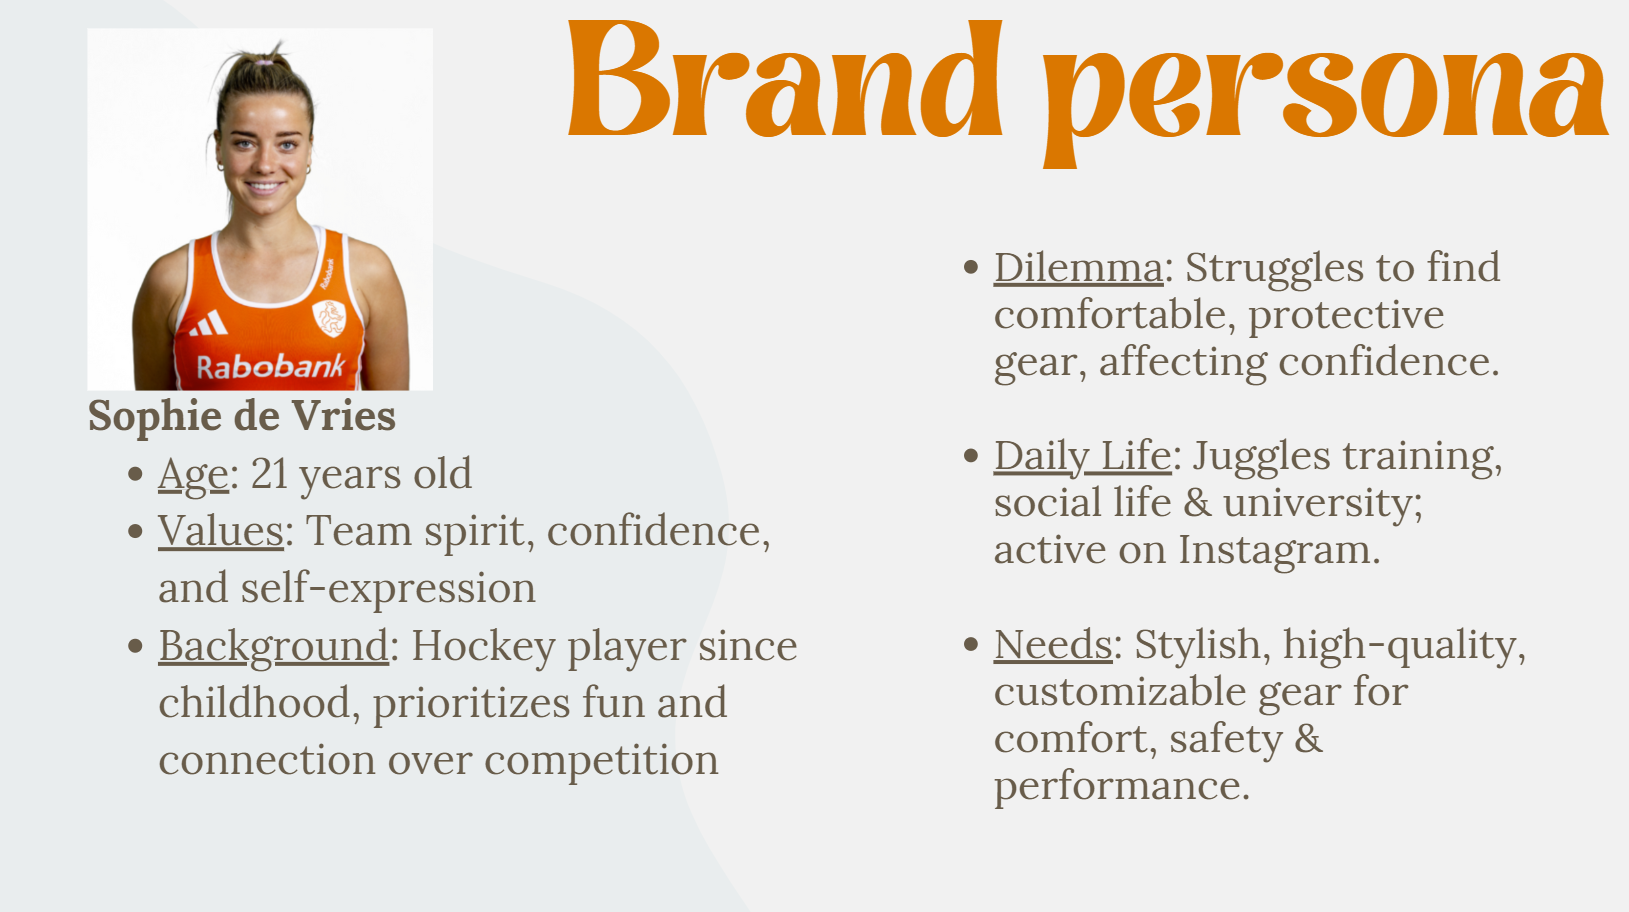 Brand persona
Rabobank
Rabobank
Sophie de Vries
• Age: 21 years old
• Values: Team spirit, confidence,
and self-expression
• Background: Hockey player since
childhood, prioritizes fun and
connection over competition
• Dilemma: Struggles to find
comfortable, protective
gear, affecting confidence.
• Daily Life: Juggles training,
social life & university;
active on Instagram.
• Needs: Stylish, high-quality,
customizable gear for
comfort, safety &
performance.